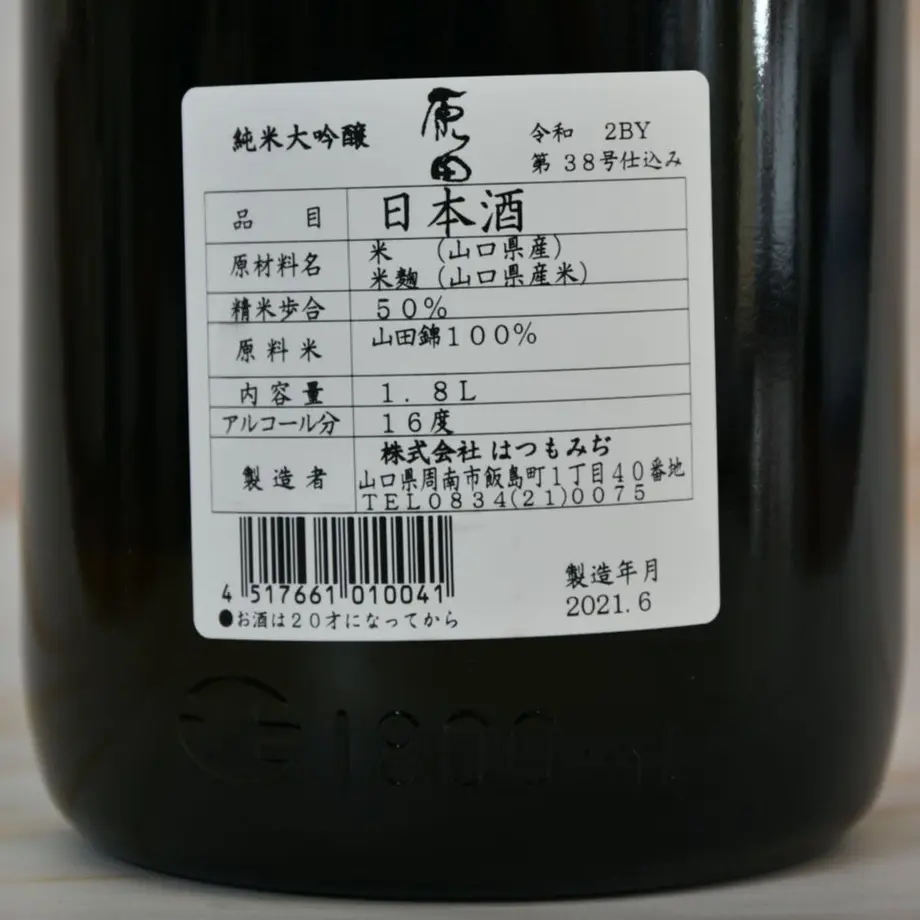 純米大吟醸
原田
令和 2BY
第 38号仕込み
品 目 日本酒
原材料名 米 (山口県産)
米麹 (山口県産米)
精米歩合 50%
原料米 山田錦100%
内容量 1.8L
アルコール分 16度
製造者 株式会社 はつもみぢ
山口県周南市飯島町1丁目40番地
TEL0834(21)0075
4 517661 010041
●お酒は20才になってから
製造年月
2021.6
1800